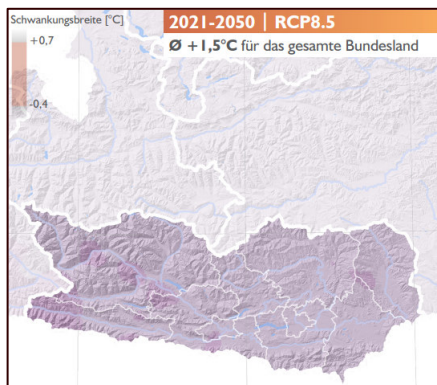 Schwankungsbreite [°C]
+0,7
-0,4
2021-2050 | RCP8.5
Ø +1,5°C für das gesamte Bundesland